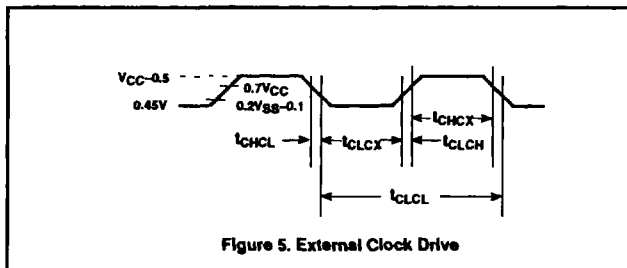 VCC–0.5
0.7VCC
0.45V
0.2VSS–0.1
tCHCX
tCHCL
tCLCX
tCLCH
tCLCL
Figure 5. External Clock Drive